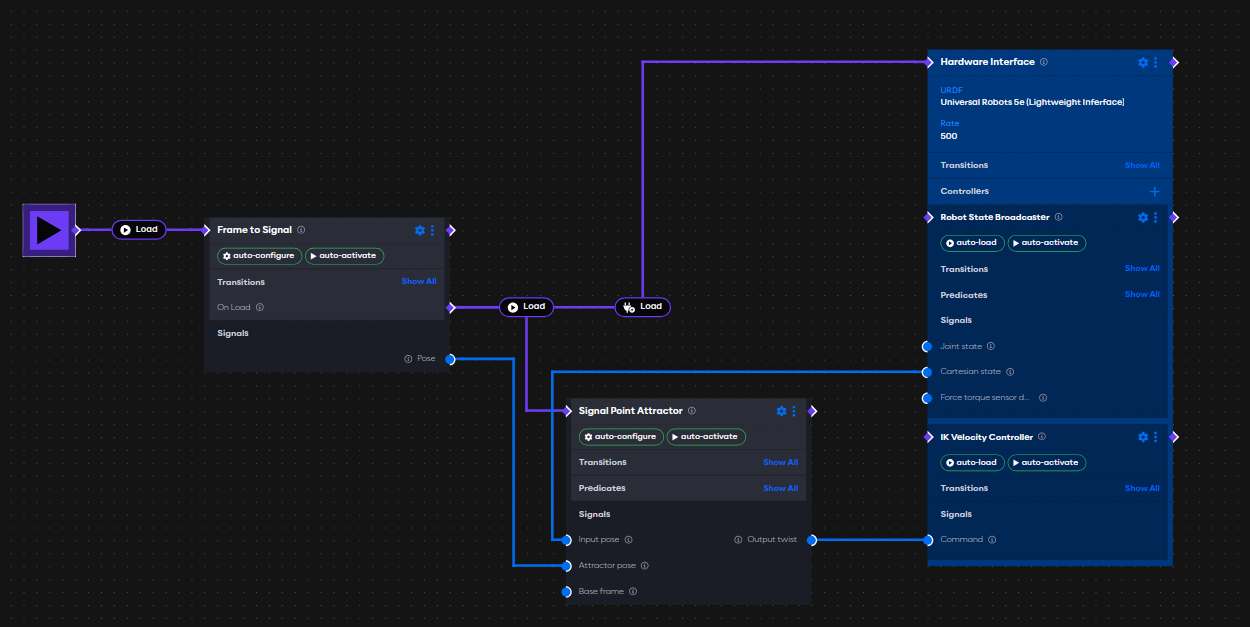 Load
Frame to Signal
auto-configure
auto-activate
Transitions
Show All
On Load
Signals
Pose
Load
Load
Signal Point Attractor
auto-configure
auto-activate
Transitions
Show All
Predicates
Show All
Signals
Input pose
Output twist
Attractor pose
Base frame
Hardware Interface
URDF
Universal Robots 5e (Lightweight Inferface)
Rate
500
Transitions
Show All
Controllers
Robot State Broadcaster
auto-load
auto-activate
Transitions
Show All
Predicates
Show All
Signals
Joint state
Cartesian state
Force torque sensor d...
IK Velocity Controller
auto-load
auto-activate
Transitions
Show All
Signals
Command